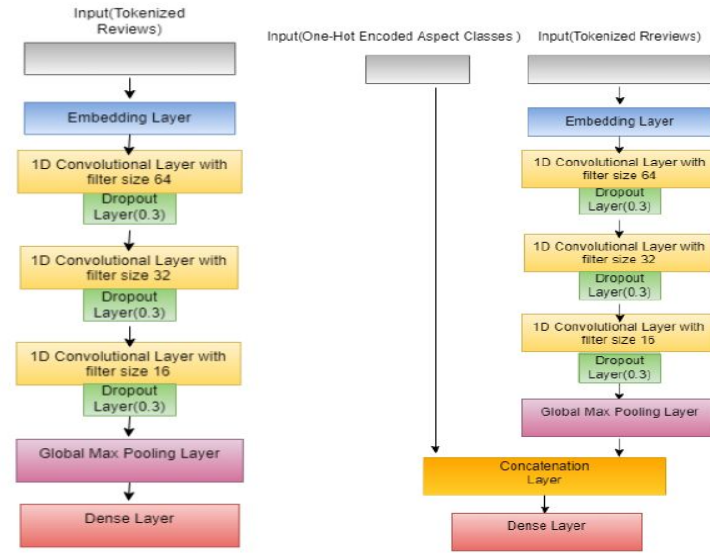 Input(Tokenized
Rreviews)
Embedding Layer
1D Convolutional Layer with
filter size 64
Dropout
Layer(0.3)
1D Convolutional Layer with
filter size 32
Dropout
Layer(0.3)
1D Convolutional Layer with
filter size 16
Dropout
Layer(0.3)
Global Max Pooling Layer
Dense Layer
Input(One-Hot Encoded Aspect Classes )
Input(Tokenized Rreviews)
Embedding Layer
1D Convolutional Layer with
filter size 64
Dropout
Layer(0.3)
1D Convolutional Layer with
filter size 32
Dropout
Layer(0.3)
1D Convolutional Layer with
filter size 16
Dropout
Layer(0.3)
Global Max Pooling Layer
Concatenation
Layer
Dense Layer